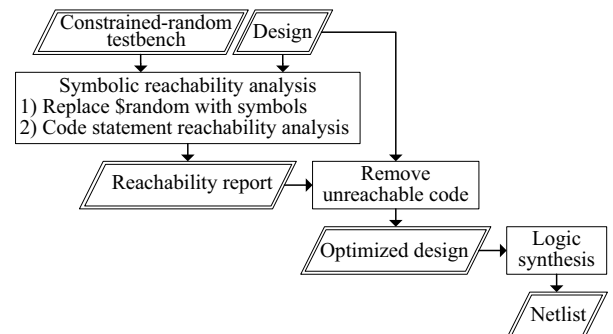 Constrained-random
testbench
Design
Symbolic reachability analysis
1) Replace $random with symbols
2) Code statement reachability analysis
Reachability report
Remove
unreachable code
Optimized design
Logic
synthesis
Netlist